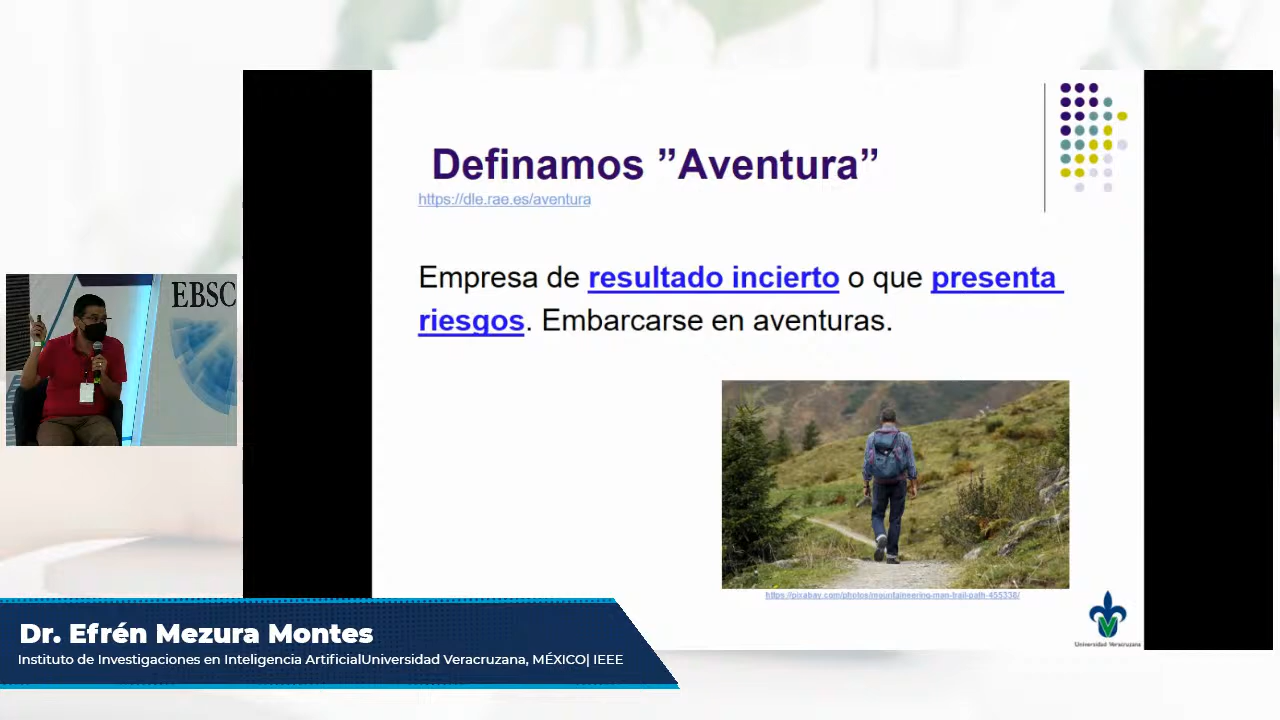 Definamos ”Aventura”
https://dle.rae.es/aventura
Empresa de resultado incierto o que presenta
riesgos. Embarcarse en aventuras.
EBSC
https://pixabay.com/photos/mountaineering-man-trail-path-455338/
Universidad Veracruzana
Dr. Efrén Mezura Montes
Instituto de Investigaciones en Inteligencia ArtificialUniversidad Veracruzana, MÉXICO| IEEE